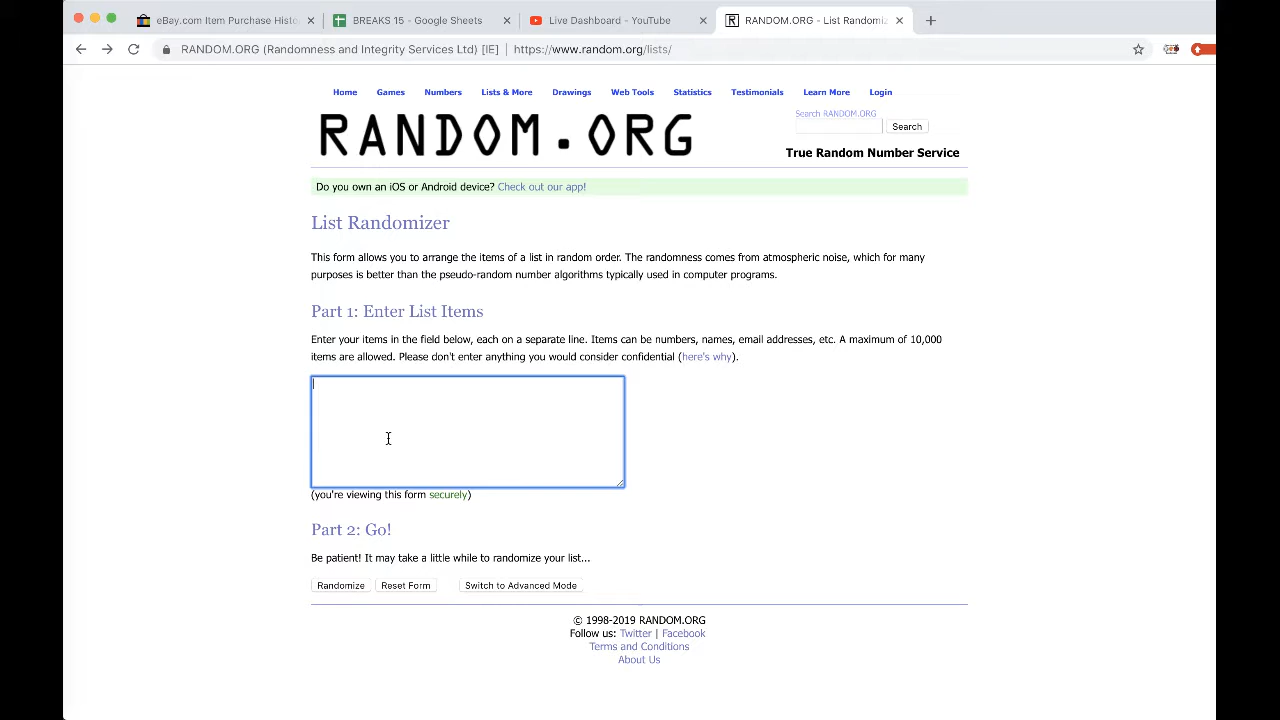 eBay.com Item Purchase Histo
BREAKS 15 - Google Sheets
Live Dashboard - YouTube
RANDOM.ORG - List Randomiz
RANDOM.ORG (Randomness and Integrity Services Ltd) [IE] https://www.random.org/lists/
Home Games Numbers Lists & More Drawings Web Tools Statistics Testimonials Learn More Login
RANDOM.ORG
Search RANDOM.ORG
Search
True Random Number Service
Do you own an iOS or Android device? Check out our app!
List Randomizer
This form allows you to arrange the items of a list in random order. The randomness comes from atmospheric noise, which for many
purposes is better than the pseudo-random number algorithms typically used in computer programs.
Part 1: Enter List Items
Enter your items in the field below, each on a separate line. Items can be numbers, names, email addresses, etc. A maximum of 10,000
items are allowed. Please don't enter anything you would consider confidential (here's why).
(you're viewing this form securely)
Part 2: Go!
Be patient! It may take a little while to randomize your list...
Randomize Reset Form Switch to Advanced Mode
© 1998-2019 RANDOM.ORG
Follow us: Twitter | Facebook
Terms and Conditions
About Us